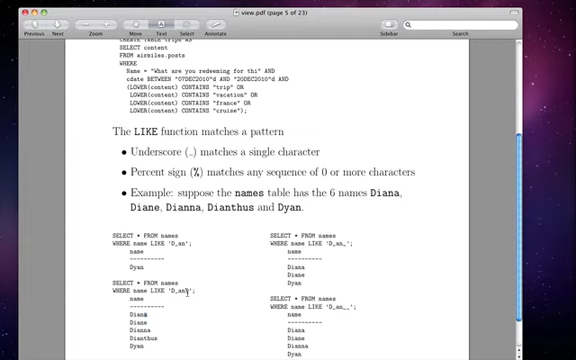 view.pdf (page 5 of 23)
Previous Next Zoom Move Text Select Annotate Sidebar Search
SELECT content
FROM airmiles.posts
WHERE
Name = "What are you redeeming for thi" AND
cdate BETWEEN "07DEC2010"d AND "20DEC2010"d AND
(LOWER(content) CONTAINS "trip" OR
LOWER(content) CONTAINS "vacation" OR
LOWER(content) CONTAINS "france" OR
LOWER(content) CONTAINS "cruise");
The LIKE function matches a pattern
• Underscore (_) matches a single character
• Percent sign (%) matches any sequence of 0 or more characters
• Example: suppose the names table has the 6 names Diana,
Diane, Dianna, Dianthus and Dyan.
SELECT * FROM names
WHERE name LIKE 'D_an';
name
----------
Dyan
SELECT * FROM names
WHERE name LIKE 'D_an_';
name
----------
Diana
Diane
SELECT * FROM names
WHERE name LIKE 'D_an%';
name
----------
Diana
Diane
Dianna
Dianthus
Dyan
SELECT * FROM names
WHERE name LIKE 'D_an__';
name
----------
Diana
Diane
Dianna
Dyan